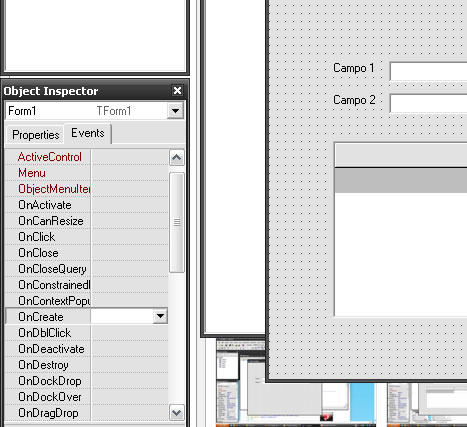 Object Inspector
Form1 TForm1
Properties Events
ActiveControl
Menu
ObjectMenuIter
OnActivate
OnCanResize
OnClick
OnClose
OnCloseQuery
OnConstrainedI
OnContextPopu
OnCreate
OnDblClick
OnDeactivate
OnDestroy
OnDockDrop
OnDockOver
OnDragDrop
Campo 1
Campo 2